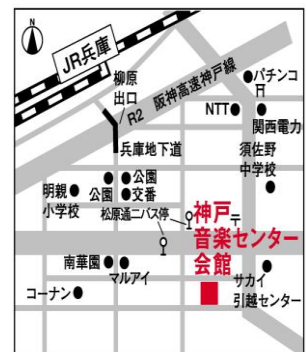 N
JR兵庫
柳原
出口
R2 阪神高速神戸線
パチンコ
NTT
関西電力
兵庫地下道
須佐野
中学校
公園
公園
交番
明親
小学校
松原通二バス停
神戸
音楽センター
会館
〒
南華園
マルアイ
コーナン
サカイ
引越センター